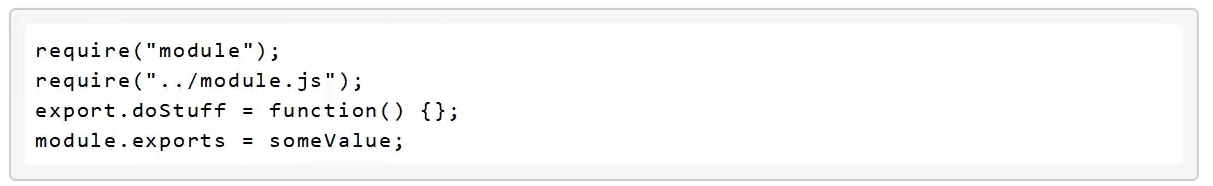 require("module");
require("../module.js");
export.doStuff = function() {};
module.exports = someValue;